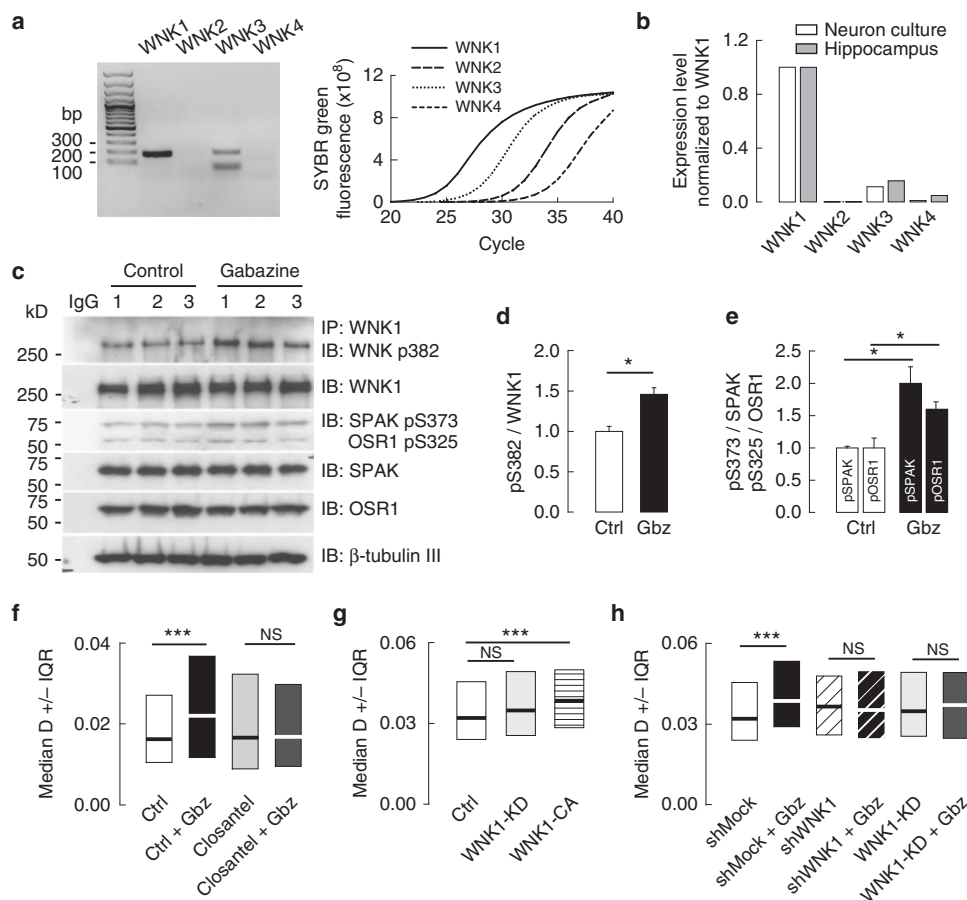 a
WNK1 WNK2 WNK3 WNK4
bp
300
200
100
SYBR green
fluorescence (x10⁸)
12
8
4
0
20 25 30 35 40
Cycle
WNK1
WNK2
WNK3
WNK4
b
Neuron culture
Hippocampus
Expression level
normalized to WNK1
1.2
0.6
0.0
WNK1 WNK2 WNK3 WNK4
c
Control Gabazine
kD IgG 1 2 3 1 2 3
IP: WNK1
250 IB: WNK p382
250 IB: WNK1
75 IB: SPAK pS373
50 OSR1 pS325
75
50 IB: SPAK
75
50 IB: OSR1
50 IB: β-tubulin III
d
pS382 / WNK1
2.0
1.5
1.0
0.5
0.0
*
Ctrl Gbz
e
pS373 / SPAK
pS325 / OSR1
3.0
2.5
2.0
1.5
1.0
0.5
0.0
*
*
pSPAK pOSR1 pSPAK pOSR1
Ctrl Gbz
f
Median D +/− IQR
0.04
0.02
0.00
*** NS
Ctrl Ctrl + Gbz Closantel Closantel + Gbz
g
Median D +/− IQR
0.06
0.03
0.00
***
NS
Ctrl WNK1-KD WNK1-CA
h
Median D +/− IQR
0.06
0.03
0.00
*** NS NS
shMock shMock + Gbz shWNK1 shWNK1 + Gbz WNK1-KD WNK1-KD + Gbz